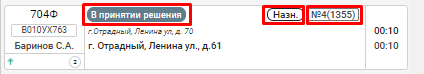 704Ф В принятии решения Назн. №4(1355)
В010УХ763 г.Отрадный, Ленина ул, д. 70 00:10
Баринов С.А. г. Отрадный, Ленина ул., д.61 00:10